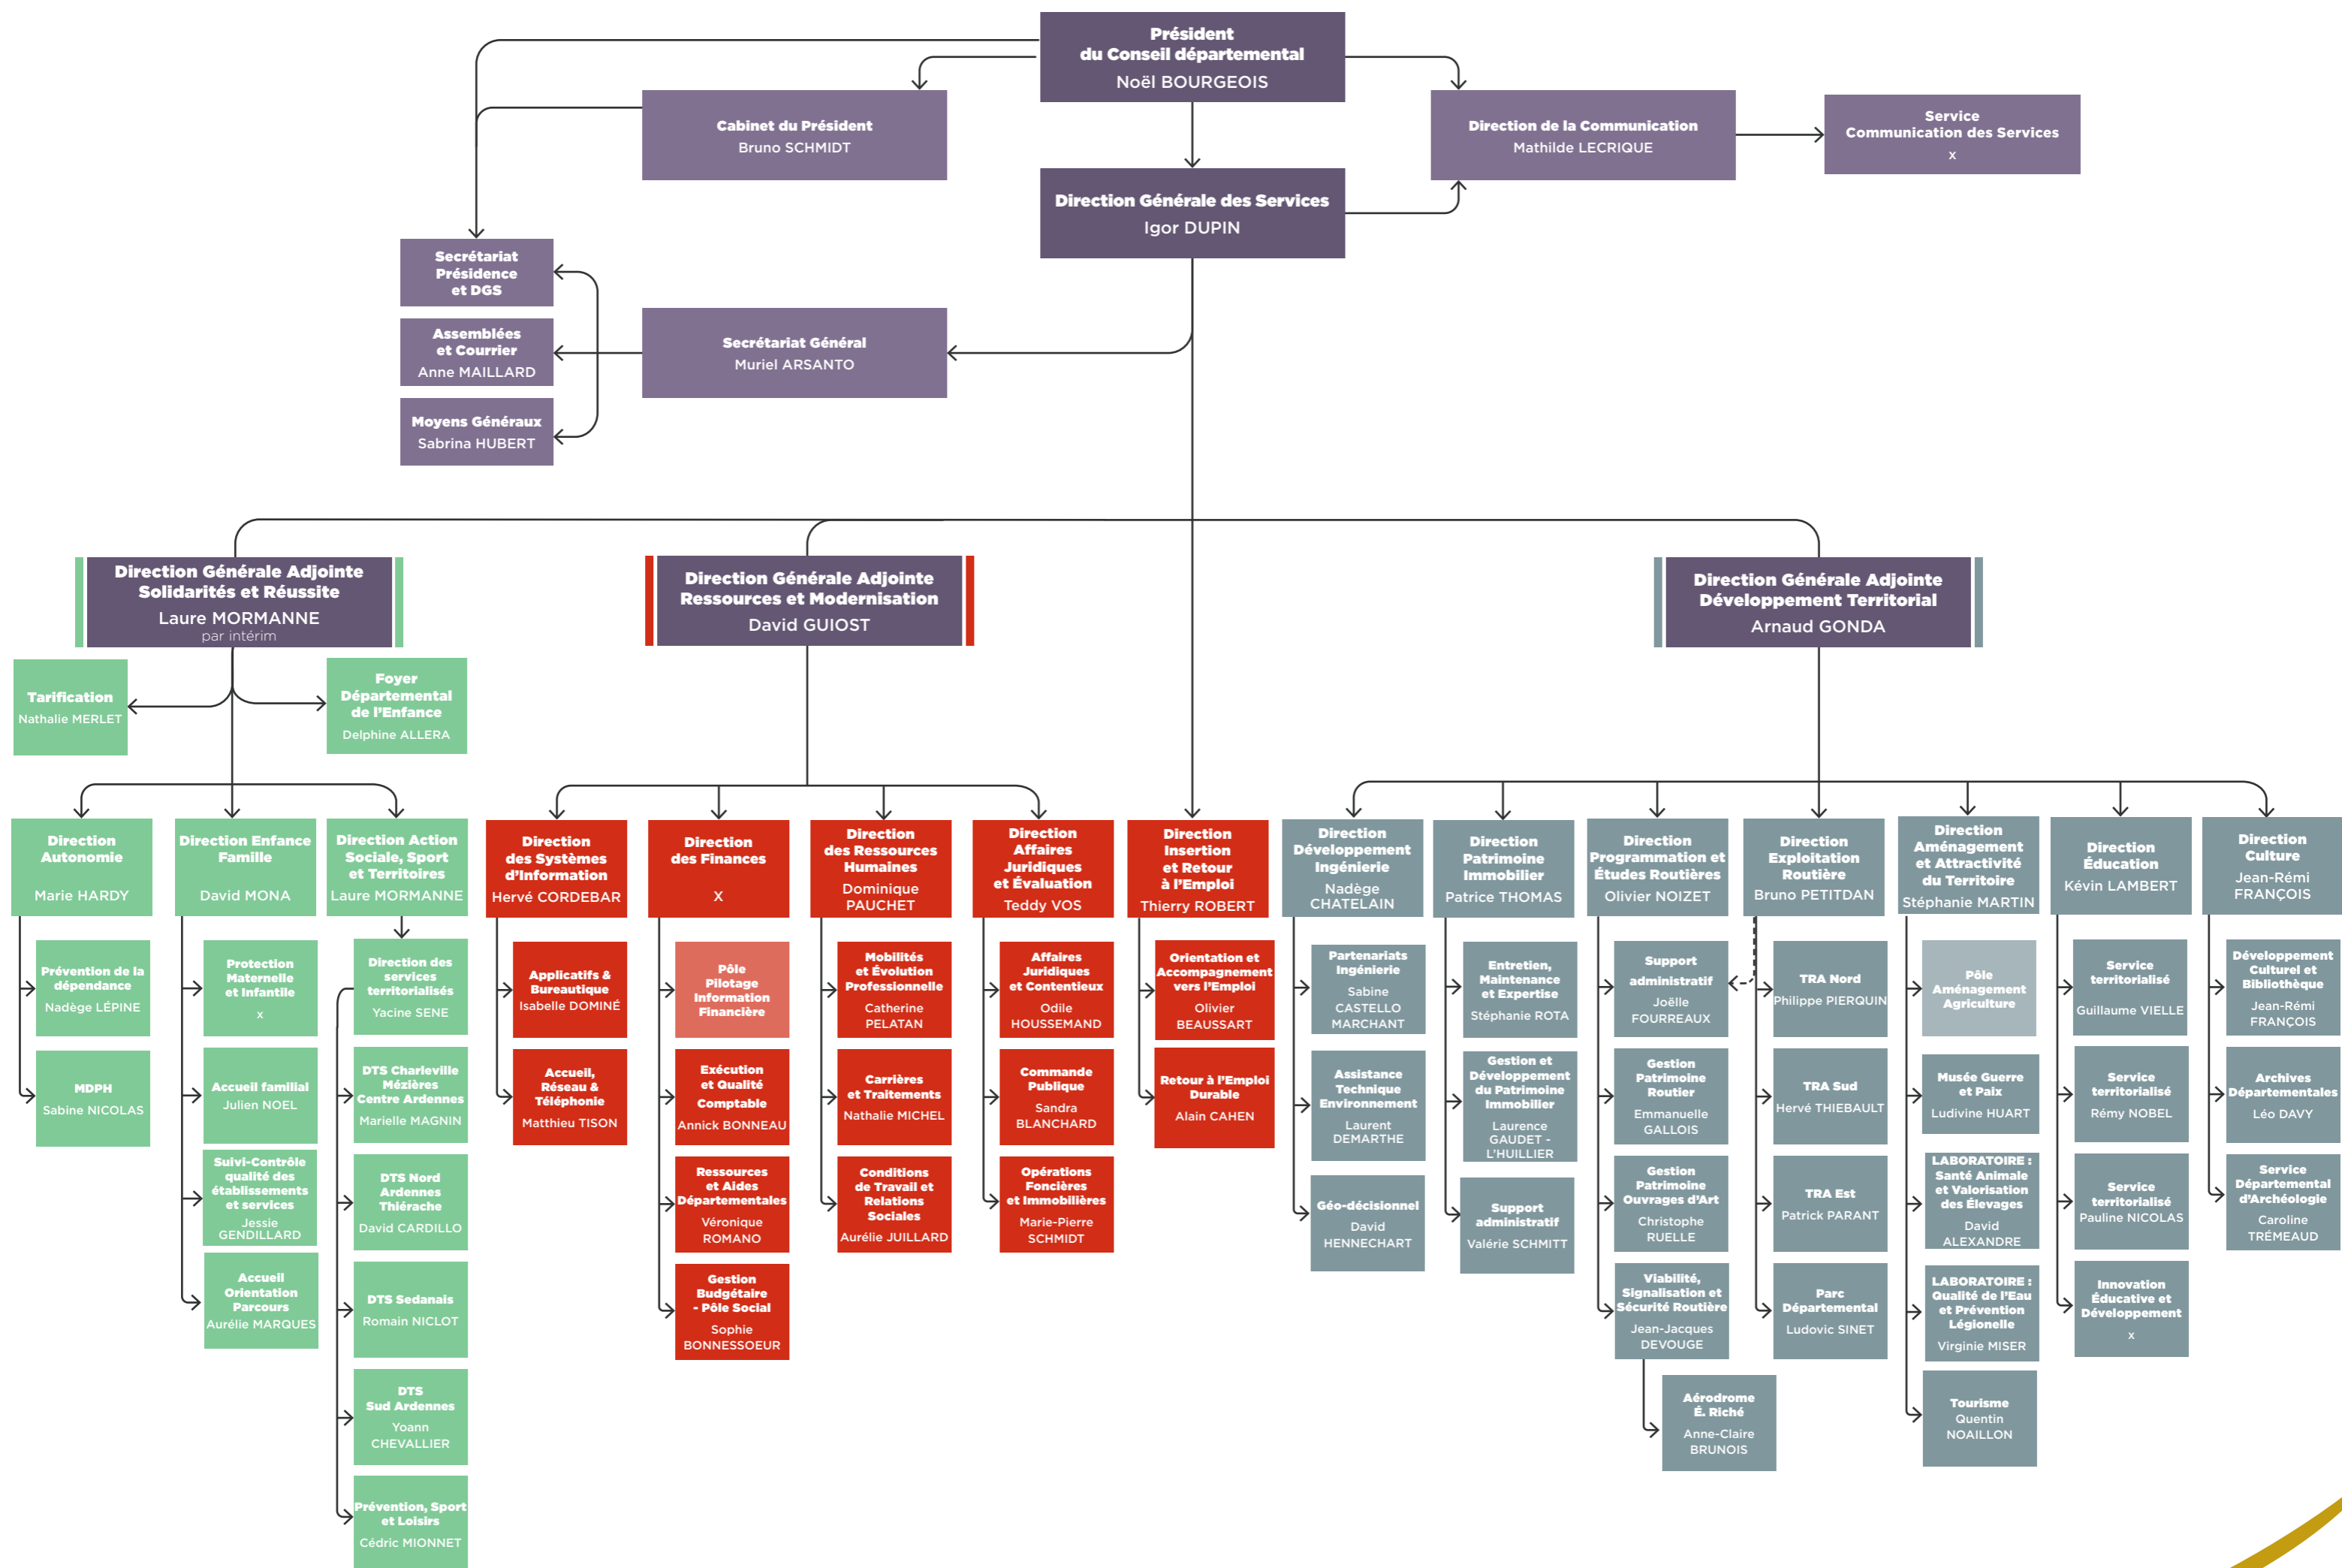 Président
du Conseil départemental
Noël BOURGEOIS
Cabinet du Président
Bruno SCHMIDT
Direction de la Communication
Mathilde LECRIQUE
Service
Communication des Services
x
Direction Générale des Services
Igor DUPIN
Secrétariat
Présidence
et DGS
Assemblées
et Courrier
Anne MAILLARD
Moyens Généraux
Sabrina HUBERT
Secrétariat Général
Muriel ARSANTO
Direction Générale Adjointe
Solidarités et Réussite
Laure MORMANNE
par intérim
Direction Générale Adjointe
Ressources et Modernisation
David GUIOST
Direction Générale Adjointe
Développement Territorial
Arnaud GONDA
Tarification
Nathalie MERLET
Foyer
Départemental
de l'Enfance
Delphine ALLERA
Direction
Autonomie
Marie HARDY
Prévention de la
dépendance
Nadège LÉPINE
MDPH
Sabine NICOLAS
Direction Enfance
Famille
David MONA
Protection
Maternelle
et Infantile
x
Accueil familial
Julien NOEL
Suivi-Contrôle
qualité des
établissements
et services
Jessie
GENDILLARD
Accueil
Orientation
Parcours
Aurélie MARQUES
Direction Action
Sociale, Sport
et Territoires
Laure MORMANNE
Direction des
services
territorialisés
Yacine SENE
DTS Charleville
Mézières
Centre Ardennes
Marielle MAGNIN
DTS Nord
Ardennes
Thiérache
David CARDILLO
DTS Sedanais
Romain NICLOT
DTS
Sud Ardennes
Yoann
CHEVALLIER
Prévention, Sport
et Loisirs
Cédric MIONNET
Direction
des Systèmes
d'Information
Hervé CORDEBAR
Applicatifs &
Bureautique
Isabelle DOMINÉ
Accueil,
Réseau &
Téléphonie
Matthieu TISON
Direction
des Finances
X
Pôle
Pilotage
Information
Financière
Exécution
et Qualité
Comptable
Annick BONNEAU
Ressources
et Aides
Départementales
Véronique
ROMANO
Gestion
Budgétaire
- Pôle Social
Sophie
BONNESSOEUR
Direction
des Ressources
Humaines
Dominique
PAUCHET
Mobilités
et Évolution
Professionnelle
Catherine
PELATAN
Carrières
et Traitements
Nathalie MICHEL
Conditions
de Travail et
Relations
Sociales
Aurélie JUILLARD
Direction
Affaires
Juridiques
et Évaluation
Teddy VOS
Affaires
Juridiques
et Contentieux
Odile
HOUSSEMAND
Commande
Publique
Sandra
BLANCHARD
Opérations
Foncières
et Immobilières
Marie-Pierre
SCHMIDT
Direction
Insertion
et Retour
à l'Emploi
Thierry ROBERT
Orientation et
Accompagnement
vers l'Emploi
Olivier
BEAUSSART
Retour à l'Emploi
Durable
Alain CAHEN
Direction
Développement
Ingénierie
Nadège
CHATELAIN
Partenariats
Ingénierie
Sabine
CASTELLO
MARCHANT
Assistance
Technique
Environnement
Laurent
DEMARTHE
Géo-décisionnel
David
HENNECHART
Direction
Patrimoine
Immobilier
Patrice THOMAS
Entretien,
Maintenance
et Expertise
Stéphanie ROTA
Gestion et
Développement
du Patrimoine
Immobilier
Laurence
GAUDET -
L'HUILLIER
Support
administratif
Valérie SCHMITT
Direction
Programmation et
Études Routières
Olivier NOIZET
Support
administratif
Joëlle
FOURREAUX
Gestion
Patrimoine
Routier
Emmanuelle
GALLOIS
Gestion
Patrimoine
Ouvrages d'Art
Christophe
RUELLE
Viabilité,
Signalisation et
Sécurité Routière
Jean-Jacques
DEVOUGE
Aérodrome
É. Riché
Anne-Claire
BRUNOIS
Direction
Exploitation
Routière
Bruno PETITDAN
TRA Nord
Philippe PIERQUIN
TRA Sud
Hervé THIEBAULT
TRA Est
Patrick PARANT
Parc
Départemental
Ludovic SINET
Direction
Aménagement
et Attractivité
du Territoire
Stéphanie MARTIN
Pôle
Aménagement
Agriculture
Musée Guerre
et Paix
Ludivine HUART
LABORATOIRE :
Santé Animale
et Valorisation
des Élevages
David
ALEXANDRE
LABORATOIRE :
Qualité de l'Eau
et Prévention
Légionelle
Virginie MISER
Tourisme
Quentin
NOAILLON
Direction
Éducation
Kévin LAMBERT
Service
territorialisé
Guillaume VIELLE
Service
territorialisé
Rémy NOBEL
Service
territorialisé
Pauline NICOLAS
Innovation
Éducative et
Développement
x
Direction
Culture
Jean-Rémi
FRANÇOIS
Développement
Culturel et
Bibliothèque
Jean-Rémi
FRANÇOIS
Archives
Départementales
Léo DAVY
Service
Départemental
d'Archéologie
Caroline
TRÉMEAUD